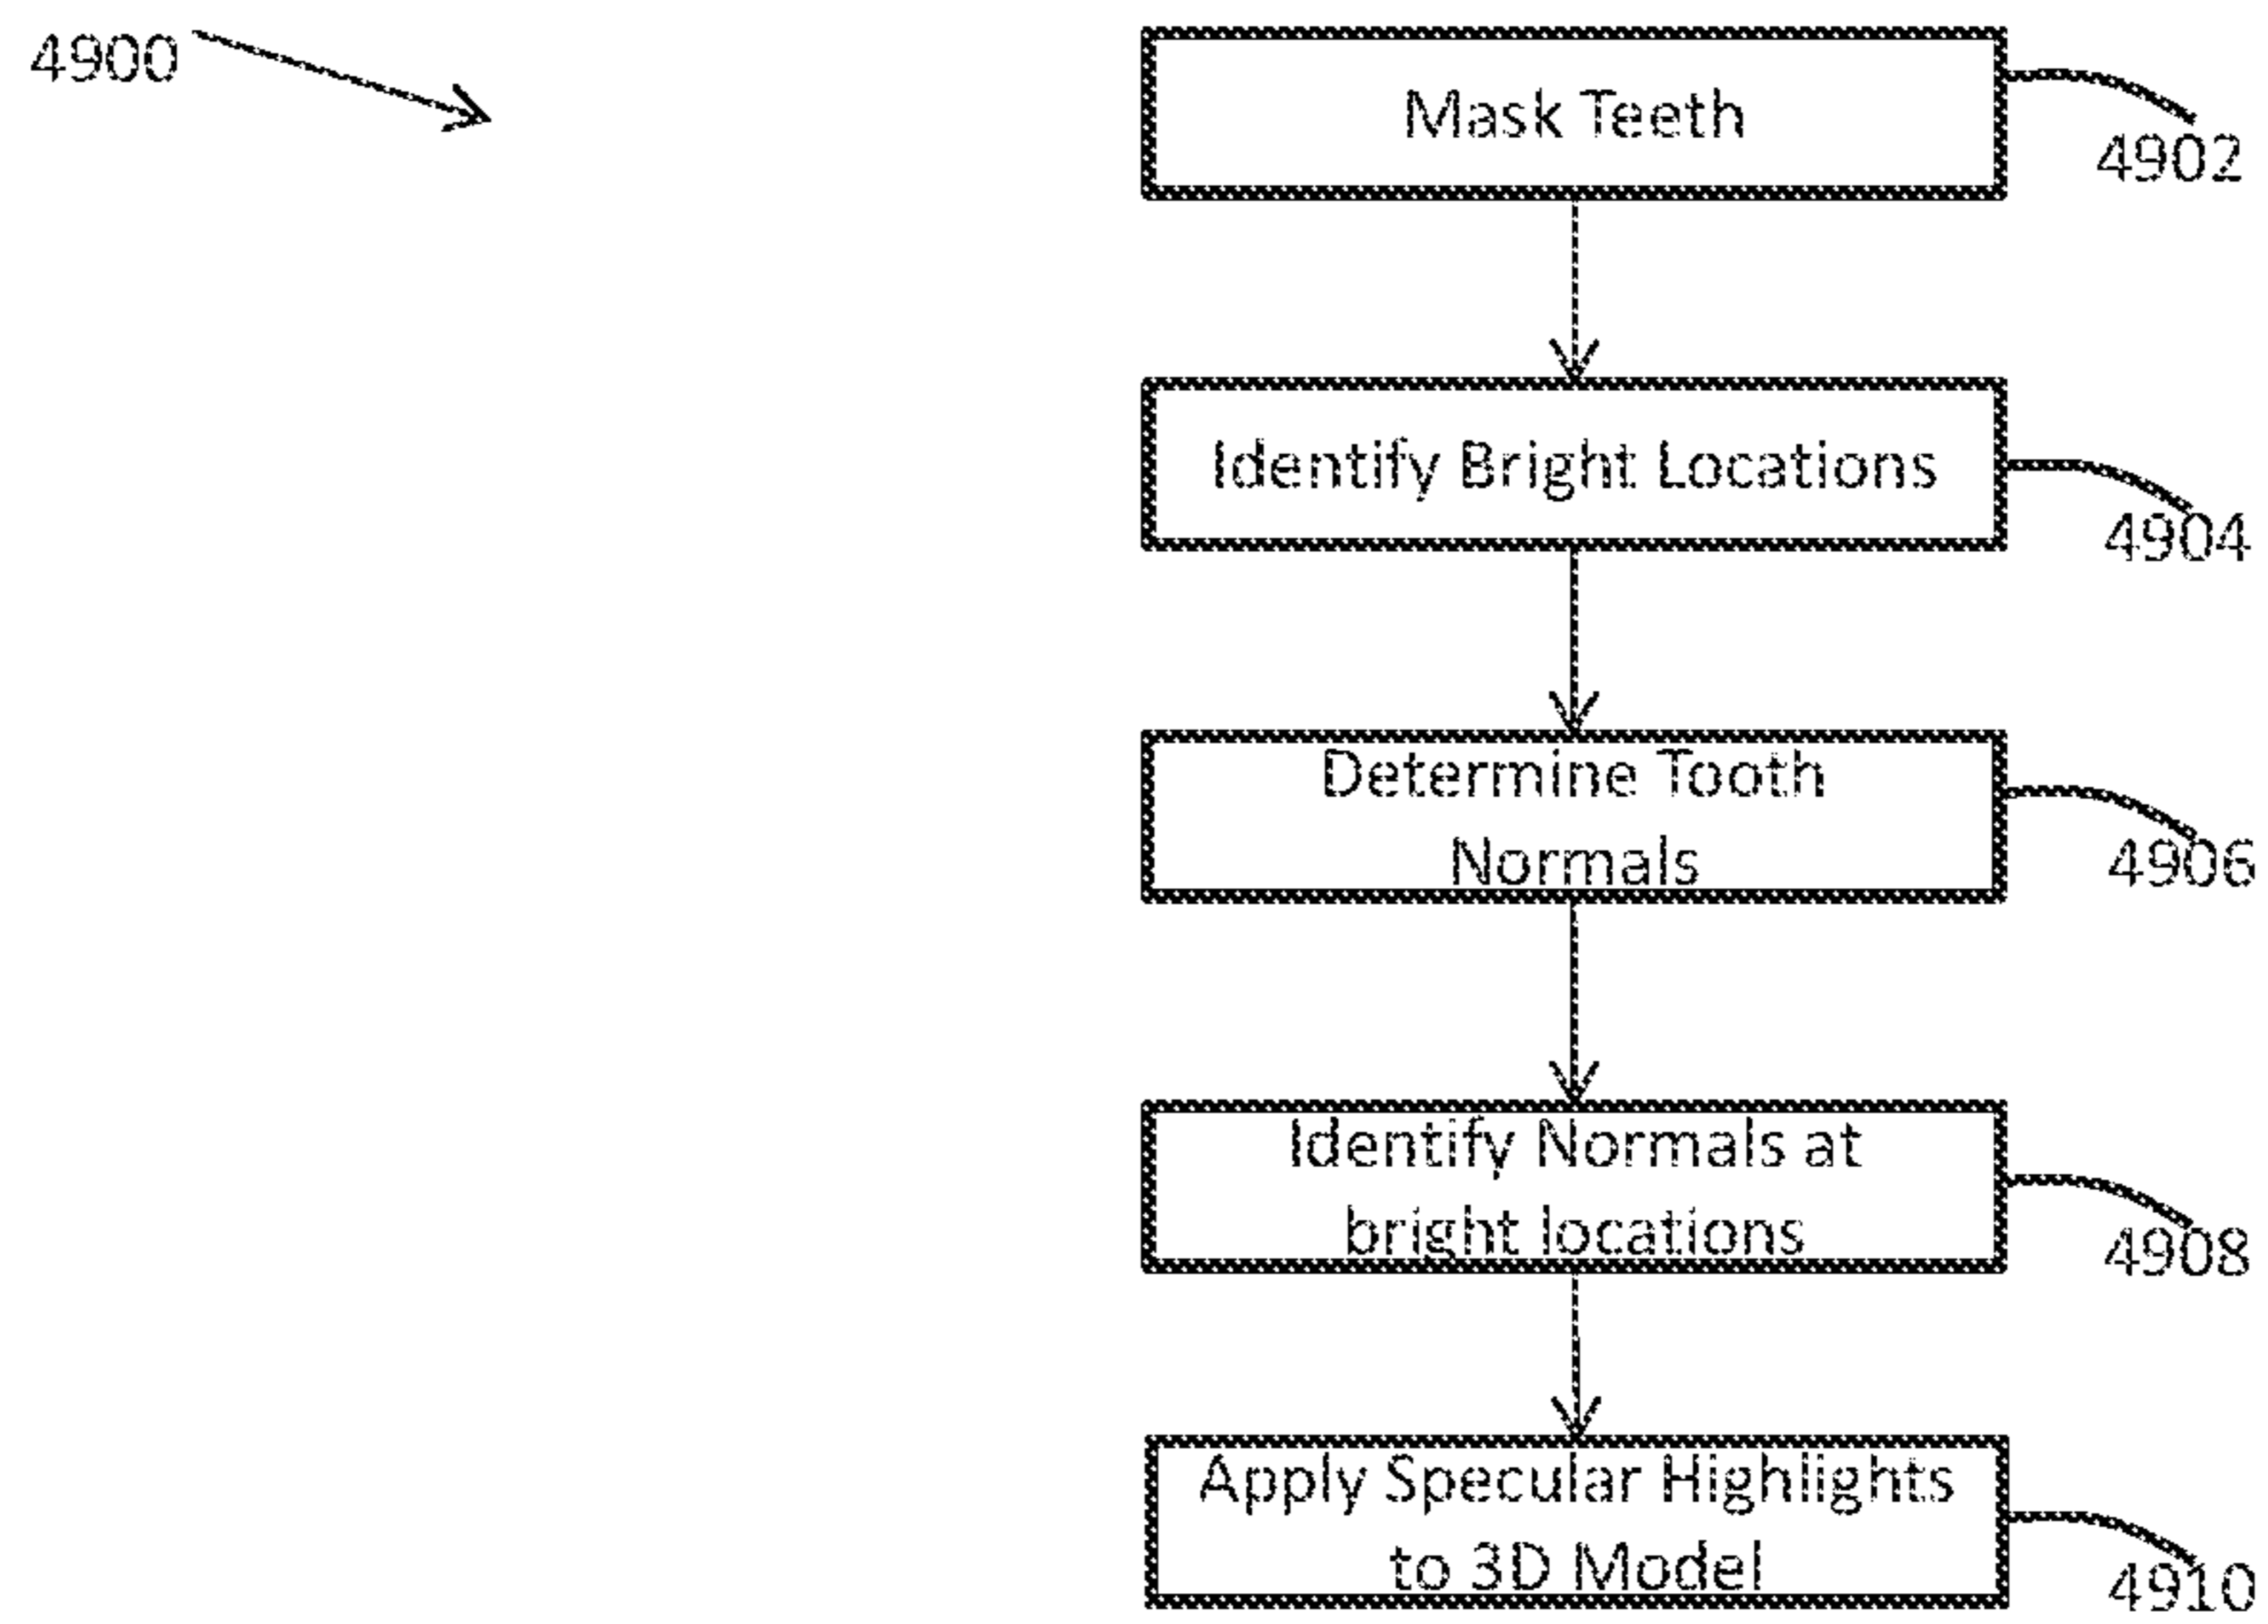 4900
Mask Teeth
4902
Identify Bright Locations
4904
Determine Tooth
Normals
4906
Identify Normals at
bright locations
4908
Apply Specular Highlights
to 3D Model
4910